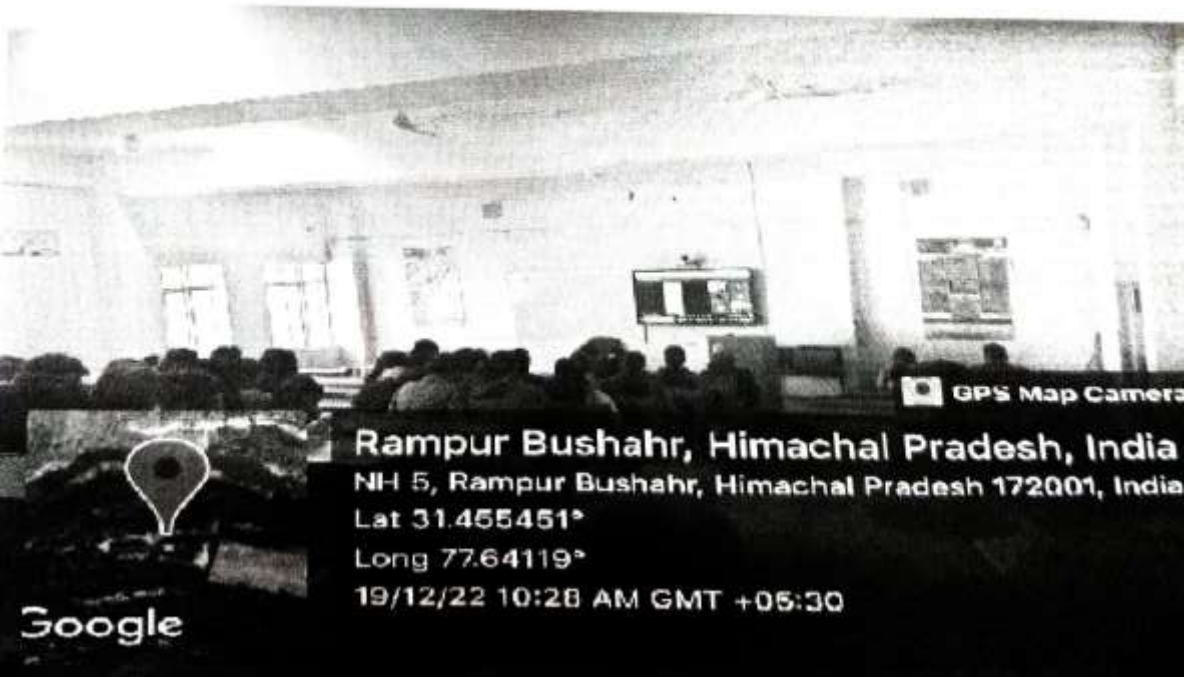 GPS Map Camera
Rampur Bushahr, Himachal Pradesh, India
NH 5, Rampur Bushahr, Himachal Pradesh 172001, India
Lat 31.455451°
Long 77.64119°
19/12/22 10:28 AM GMT +05:30
Google